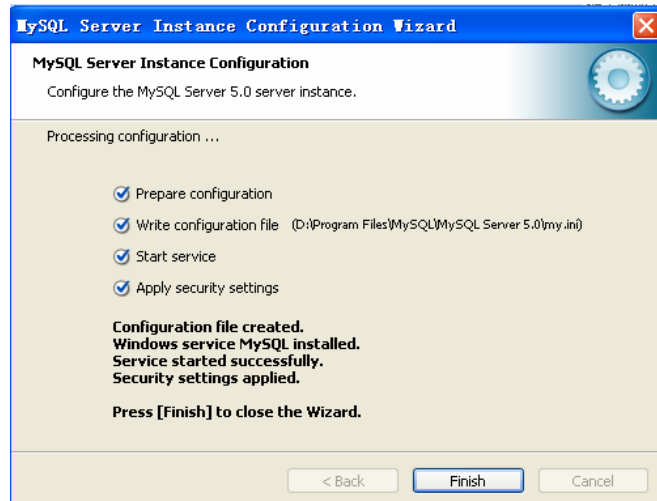 MySQL Server Instance Configuration Wizard
MySQL Server Instance Configuration
Configure the MySQL Server 5.0 server instance.
Processing configuration ...
Prepare configuration
Write configuration file (D:\Program Files\MySQL\MySQL Server 5.0\my.ini)
Start service
Apply security settings
Configuration file created.
Windows service MySQL installed.
Service started successfully.
Security settings applied.
Press [Finish] to close the Wizard.
< Back Finish Cancel